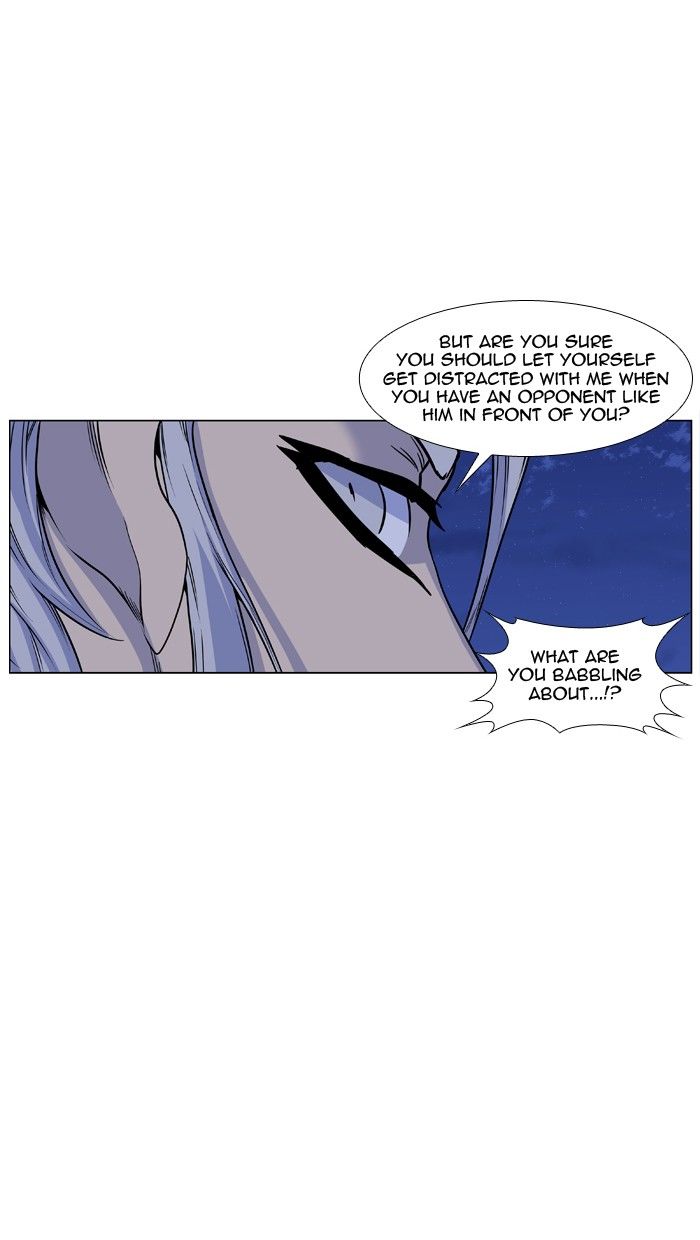 BUT ARE YOU SURE
YOU SHOULD LET YOURSELF
GET DISTRACTED WITH ME WHEN
YOU HAVE AN OPPONENT LIKE
HIM IN FRONT OF YOU?
WHAT ARE
YOU BABBLING
ABOUT...!?